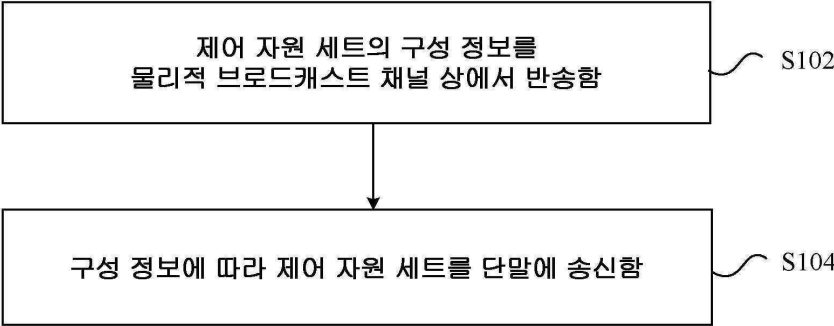 제어 자원 세트의 구성 정보를
물리적 브로드캐스트 채널 상에서 반송함
S102
구성 정보에 따라 제어 자원 세트를 단말에 송신함
S104